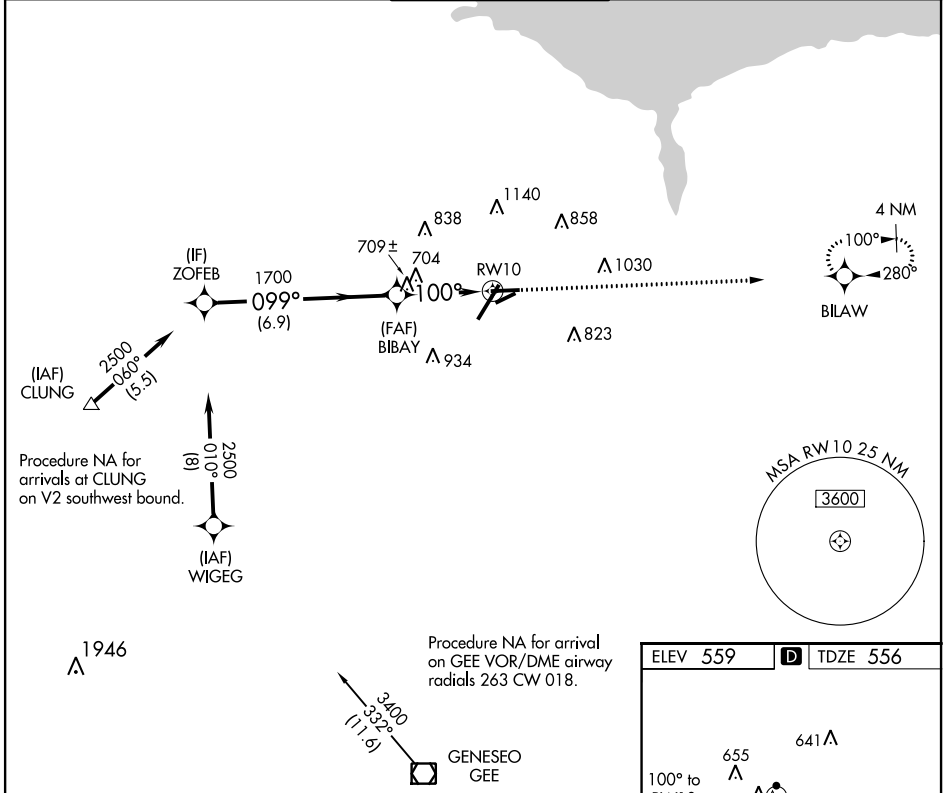 1140
838
858
4 NM
709±
704
100°
(IF)
ZOFEB
RW10
1030
280°
1700
099°
100°
(6.9)
BILAW
(FAF)
BIBAY
823
934
2500
060°
(5.5)
(IAF)
CLUNG
2500
010°
(8)
Procedure NA for
arrivals at CLUNG
on V2 southwest bound.
MSA RW10 25 NM
3600
(IAF)
WIGEG
1946
Procedure NA for arrival
on GEE VOR/DME airway
radials 263 CW 018.
ELEV 559 D TDZE 556
3400
332°
(11.6)
GENESEO
GEE
641
655
100° to